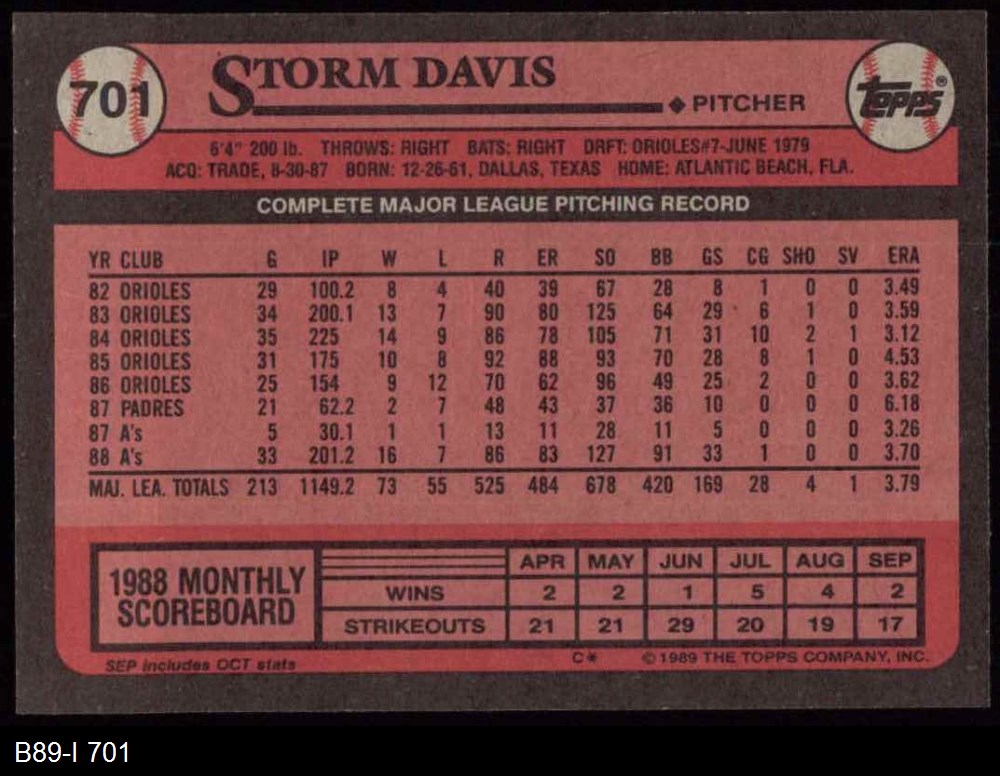 701
STORM DAVIS
◆ PITCHER
TOPPS®
6'4" 200 lb. THROWS: RIGHT BATS: RIGHT DRFT: ORIOLES#7-JUNE 1979
ACQ: TRADE, 8-30-87 BORN: 12-26-61, DALLAS, TEXAS HOME: ATLANTIC BEACH, FLA.
COMPLETE MAJOR LEAGUE PITCHING RECORD
YR CLUB G IP W L R ER SO BB GS CG SHO SV ERA
82 ORIOLES 29 100.2 8 4 40 39 67 28 8 1 0 0 3.49
83 ORIOLES 34 200.1 13 7 90 80 125 64 29 6 1 0 3.59
84 ORIOLES 35 225 14 9 86 78 105 71 31 10 2 1 3.12
85 ORIOLES 31 175 10 8 92 88 93 70 28 8 1 0 4.53
86 ORIOLES 25 154 9 12 70 62 96 49 25 2 0 0 3.62
87 PADRES 21 62.2 2 7 48 43 37 36 10 0 0 0 6.18
87 A's 5 30.1 1 1 13 11 28 11 5 0 0 0 3.26
88 A's 33 201.2 16 7 86 83 127 91 33 1 0 0 3.70
MAJ. LEA. TOTALS 213 1149.2 73 55 525 484 678 420 169 28 4 1 3.79
1988 MONTHLY SCOREBOARD
APR MAY JUN JUL AUG SEP
WINS 2 2 1 5 4 2
STRIKEOUTS 21 21 29 20 19 17
SEP includes OCT stats
C* © 1989 THE TOPPS COMPANY, INC.
B89-I 701